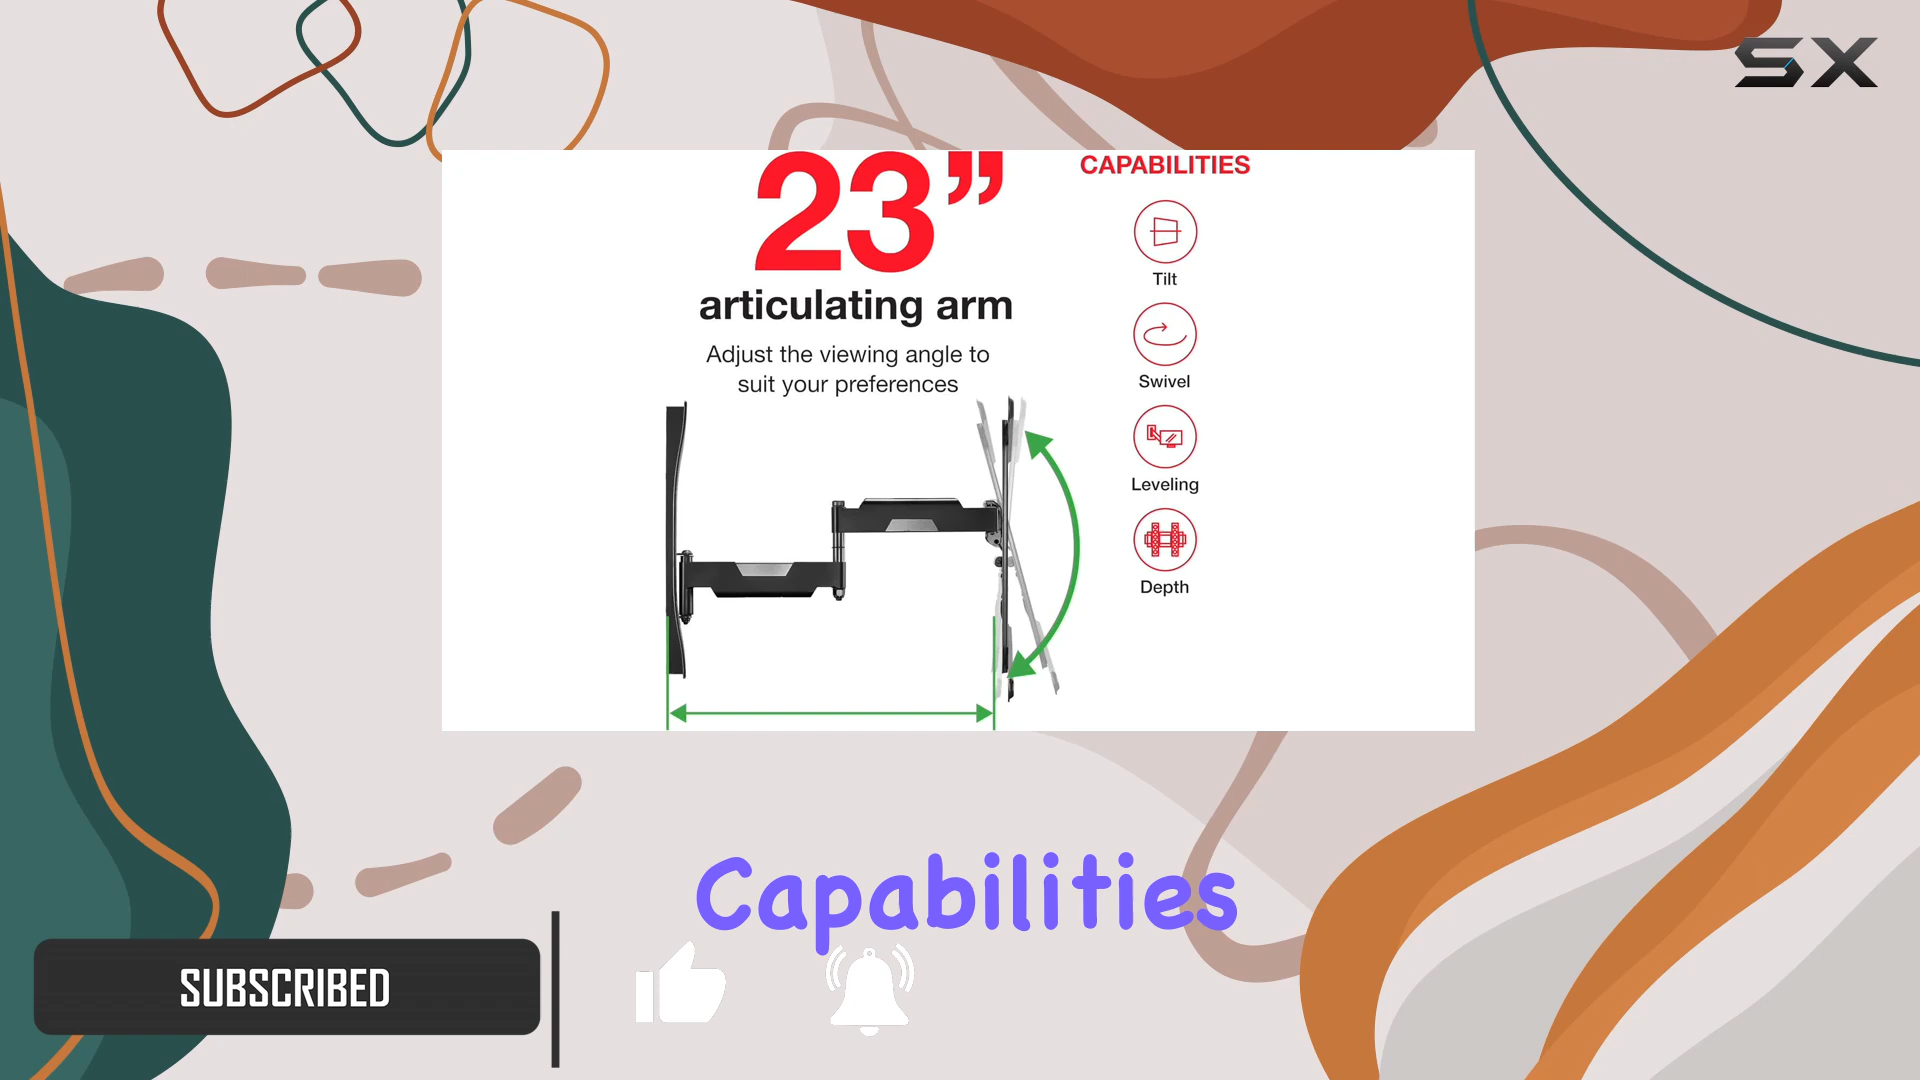 SX
23”
articulating arm
Adjust the viewing angle to
suit your preferences
CAPABILITIES
Tilt
Swivel
Leveling
Depth
Capabilities
SUBSCRIBED